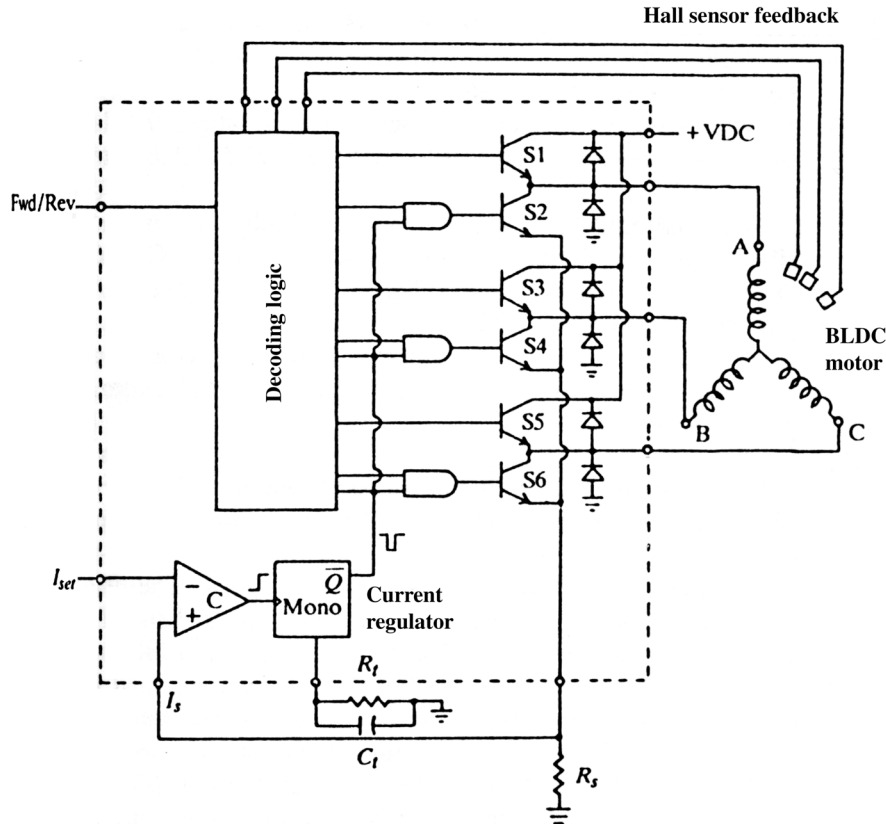 Hall sensor feedback
+ VDC
S1
Fwd/Rev
S2
A
S3
Decoding logic
BLDC
motor
S4
B
C
S5
S6
I_set
−
C
+
Q̅
Mono
Current
regulator
R_t
I_s
C_t
R_s